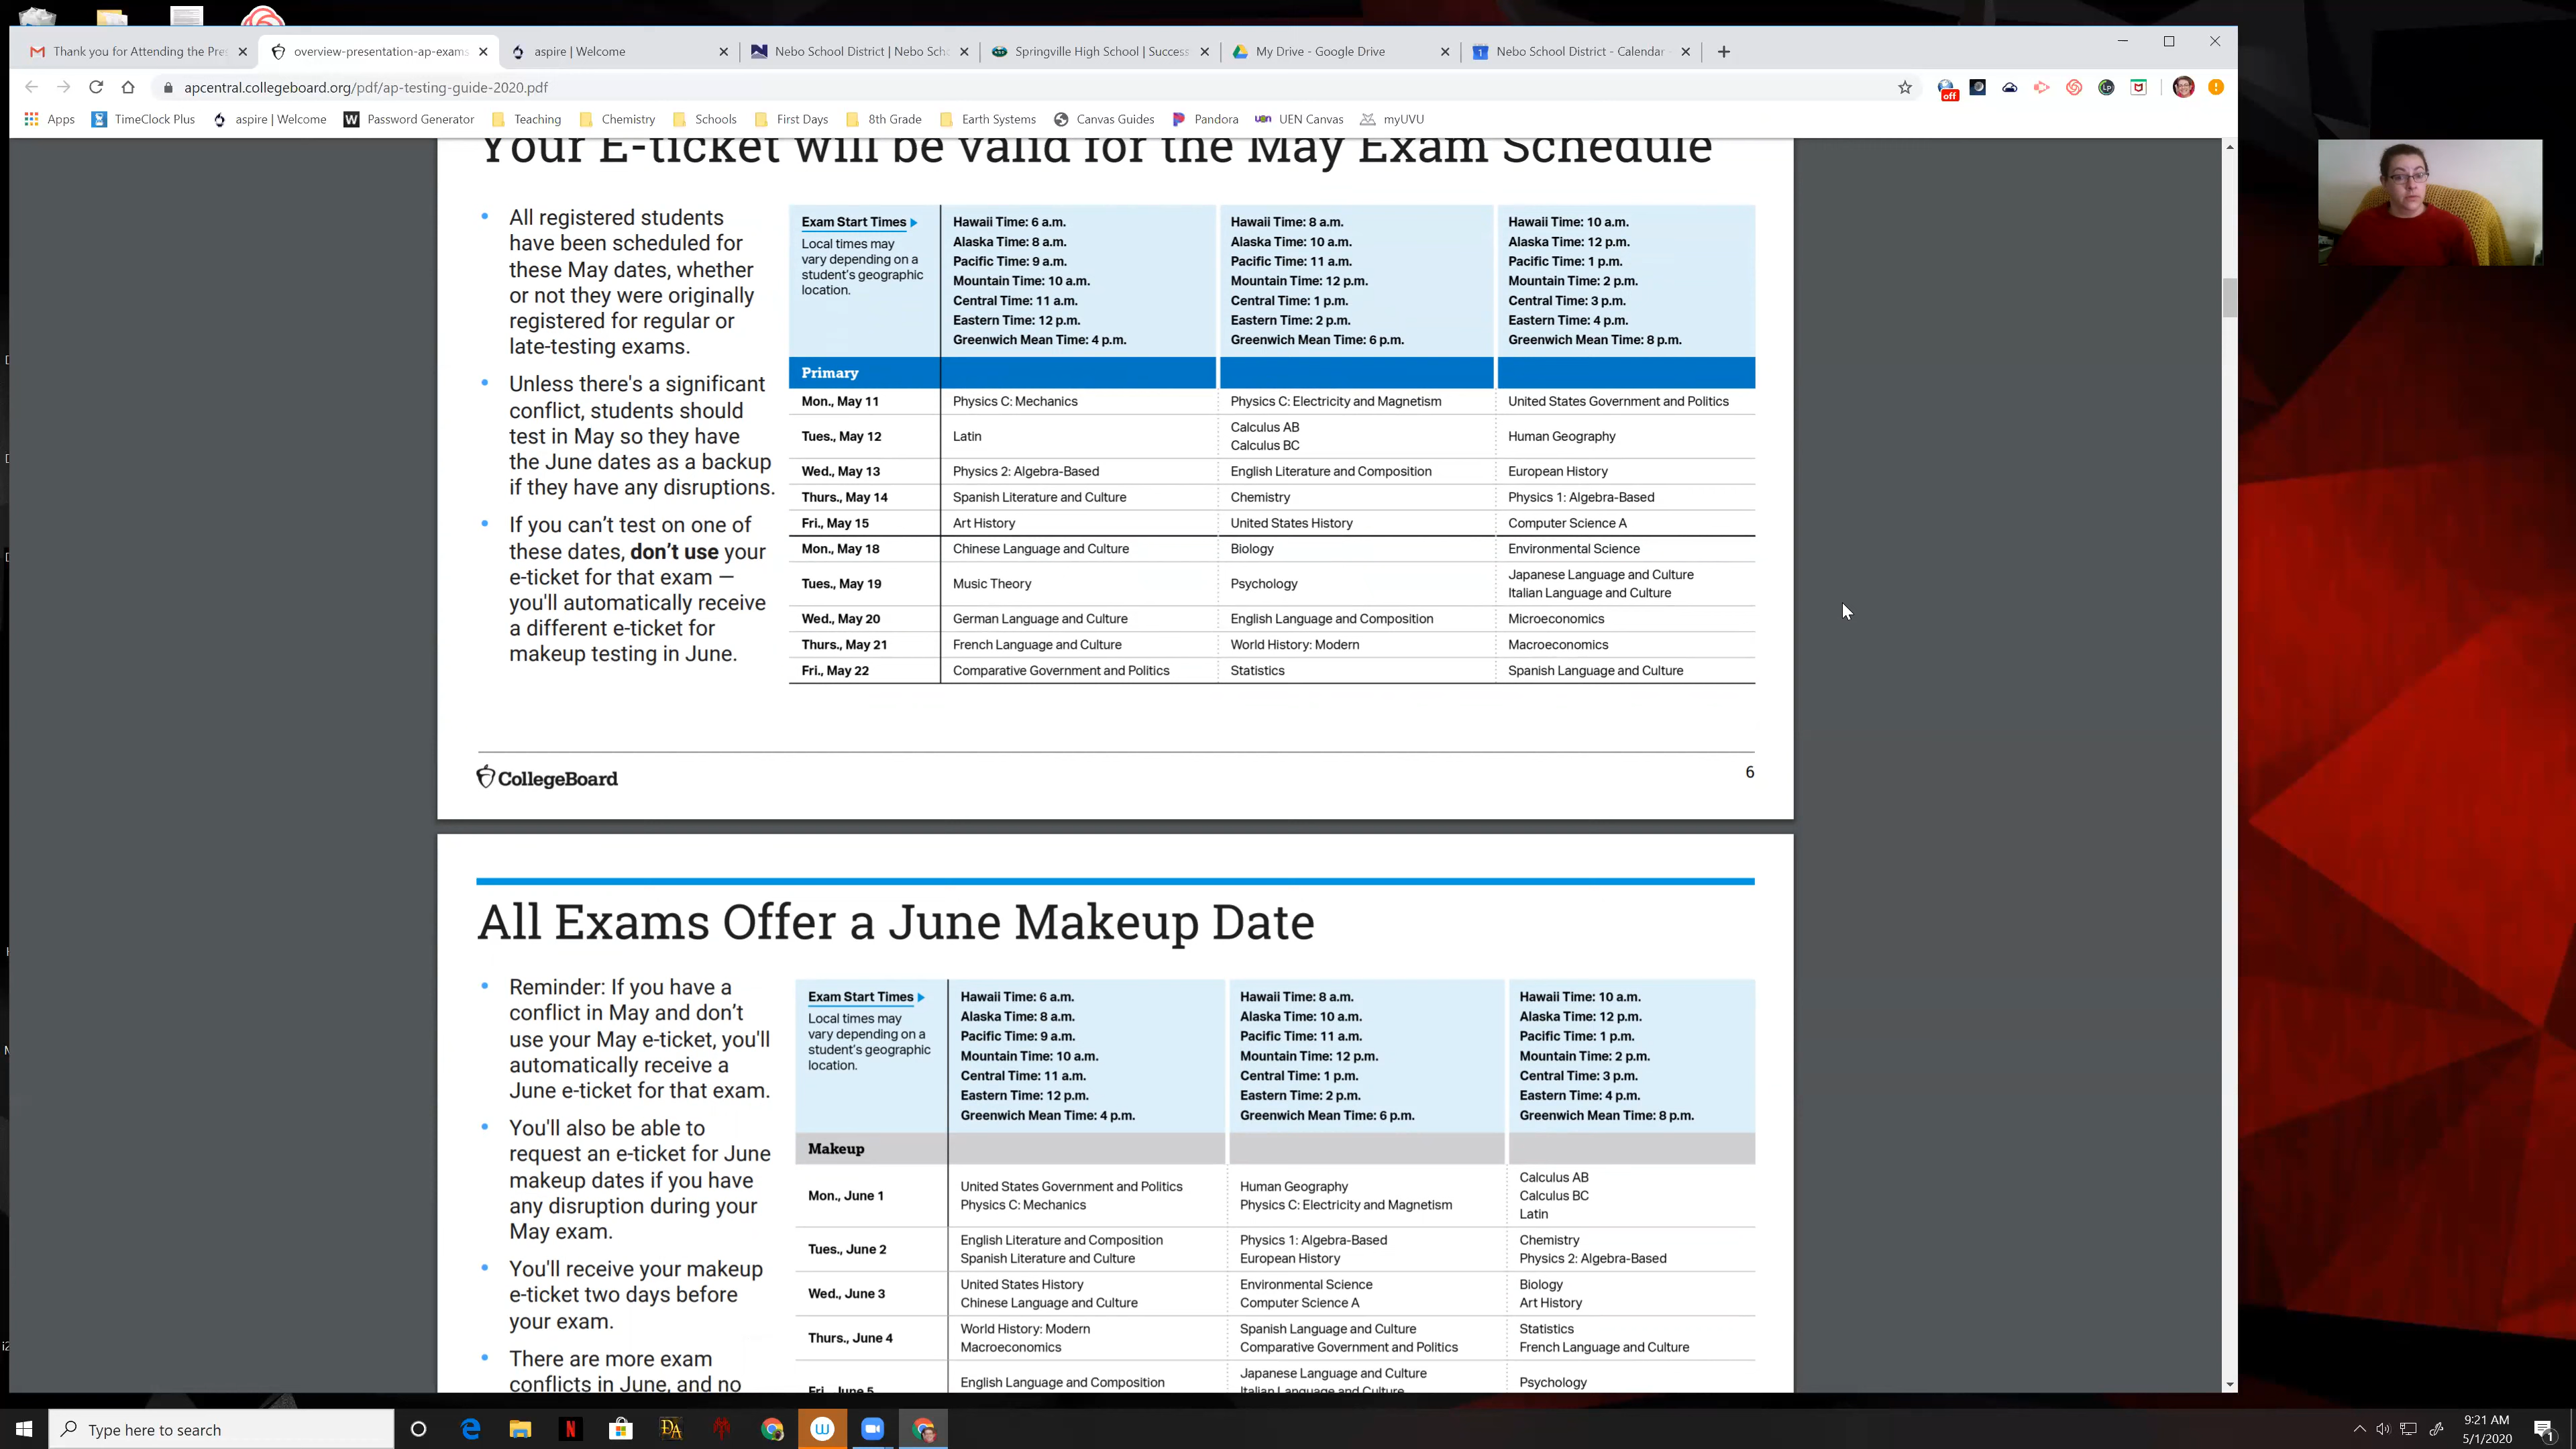 Thank you for Attending the Pre
overview-presentation-ap-exams
aspire | Welcome
Nebo School District | Nebo Scho
Springville High School | Success
My Drive - Google Drive
Nebo School District - Calendar -
apcentral.collegeboard.org/pdf/ap-testing-guide-2020.pdf
off
Apps
TimeClock Plus
aspire | Welcome
Password Generator
Teaching
Chemistry
Schools
First Days
8th Grade
Earth Systems
Canvas Guides
Pandora
UEN Canvas
myUVU
Your E-ticket will be valid for the May Exam Schedule
All registered students
have been scheduled for
these May dates, whether
or not they were originally
registered for regular or
late-testing exams.
Unless there's a significant
conflict, students should
test in May so they have
the June dates as a backup
if they have any disruptions.
If you can't test on one of
these dates, don't use your
e-ticket for that exam —
you'll automatically receive
a different e-ticket for
makeup testing in June.
Exam Start Times
Local times may
vary depending on a
student's geographic
location.
Hawaii Time: 6 a.m.
Alaska Time: 8 a.m.
Pacific Time: 9 a.m.
Mountain Time: 10 a.m.
Central Time: 11 a.m.
Eastern Time: 12 p.m.
Greenwich Mean Time: 4 p.m.
Hawaii Time: 8 a.m.
Alaska Time: 10 a.m.
Pacific Time: 11 a.m.
Mountain Time: 12 p.m.
Central Time: 1 p.m.
Eastern Time: 2 p.m.
Greenwich Mean Time: 6 p.m.
Hawaii Time: 10 a.m.
Alaska Time: 12 p.m.
Pacific Time: 1 p.m.
Mountain Time: 2 p.m.
Central Time: 3 p.m.
Eastern Time: 4 p.m.
Greenwich Mean Time: 8 p.m.
Primary
Mon., May 11
Physics C: Mechanics
Physics C: Electricity and Magnetism
United States Government and Politics
Tues., May 12
Latin
Calculus AB
Calculus BC
Human Geography
Wed., May 13
Physics 2: Algebra-Based
English Literature and Composition
European History
Thurs., May 14
Spanish Literature and Culture
Chemistry
Physics 1: Algebra-Based
Fri., May 15
Art History
United States History
Computer Science A
Mon., May 18
Chinese Language and Culture
Biology
Environmental Science
Tues., May 19
Music Theory
Psychology
Japanese Language and Culture
Italian Language and Culture
Wed., May 20
German Language and Culture
English Language and Composition
Microeconomics
Thurs., May 21
French Language and Culture
World History: Modern
Macroeconomics
Fri., May 22
Comparative Government and Politics
Statistics
Spanish Language and Culture
CollegeBoard
6
All Exams Offer a June Makeup Date
Reminder: If you have a
conflict in May and don't
use your May e-ticket, you'll
automatically receive a
June e-ticket for that exam.
You'll also be able to
request an e-ticket for June
makeup dates if you have
any disruption during your
May exam.
You'll receive your makeup
e-ticket two days before
your exam.
There are more exam
conflicts in June, and no
Exam Start Times
Local times may
vary depending on a
student's geographic
location.
Hawaii Time: 6 a.m.
Alaska Time: 8 a.m.
Pacific Time: 9 a.m.
Mountain Time: 10 a.m.
Central Time: 11 a.m.
Eastern Time: 12 p.m.
Greenwich Mean Time: 4 p.m.
Hawaii Time: 8 a.m.
Alaska Time: 10 a.m.
Pacific Time: 11 a.m.
Mountain Time: 12 p.m.
Central Time: 1 p.m.
Eastern Time: 2 p.m.
Greenwich Mean Time: 6 p.m.
Hawaii Time: 10 a.m.
Alaska Time: 12 p.m.
Pacific Time: 1 p.m.
Mountain Time: 2 p.m.
Central Time: 3 p.m.
Eastern Time: 4 p.m.
Greenwich Mean Time: 8 p.m.
Makeup
Mon., June 1
United States Government and Politics
Physics C: Mechanics
Human Geography
Physics C: Electricity and Magnetism
Calculus AB
Calculus BC
Latin
Tues., June 2
English Literature and Composition
Spanish Literature and Culture
Physics 1: Algebra-Based
European History
Chemistry
Physics 2: Algebra-Based
Wed., June 3
United States History
Chinese Language and Culture
Environmental Science
Computer Science A
Biology
Art History
Thurs., June 4
World History: Modern
Macroeconomics
Spanish Language and Culture
Comparative Government and Politics
Statistics
French Language and Culture
Fri., June 5
English Language and Composition
Japanese Language and Culture
Italian Language and Culture
Psychology
Type here to search
9:21 AM
5/1/2020